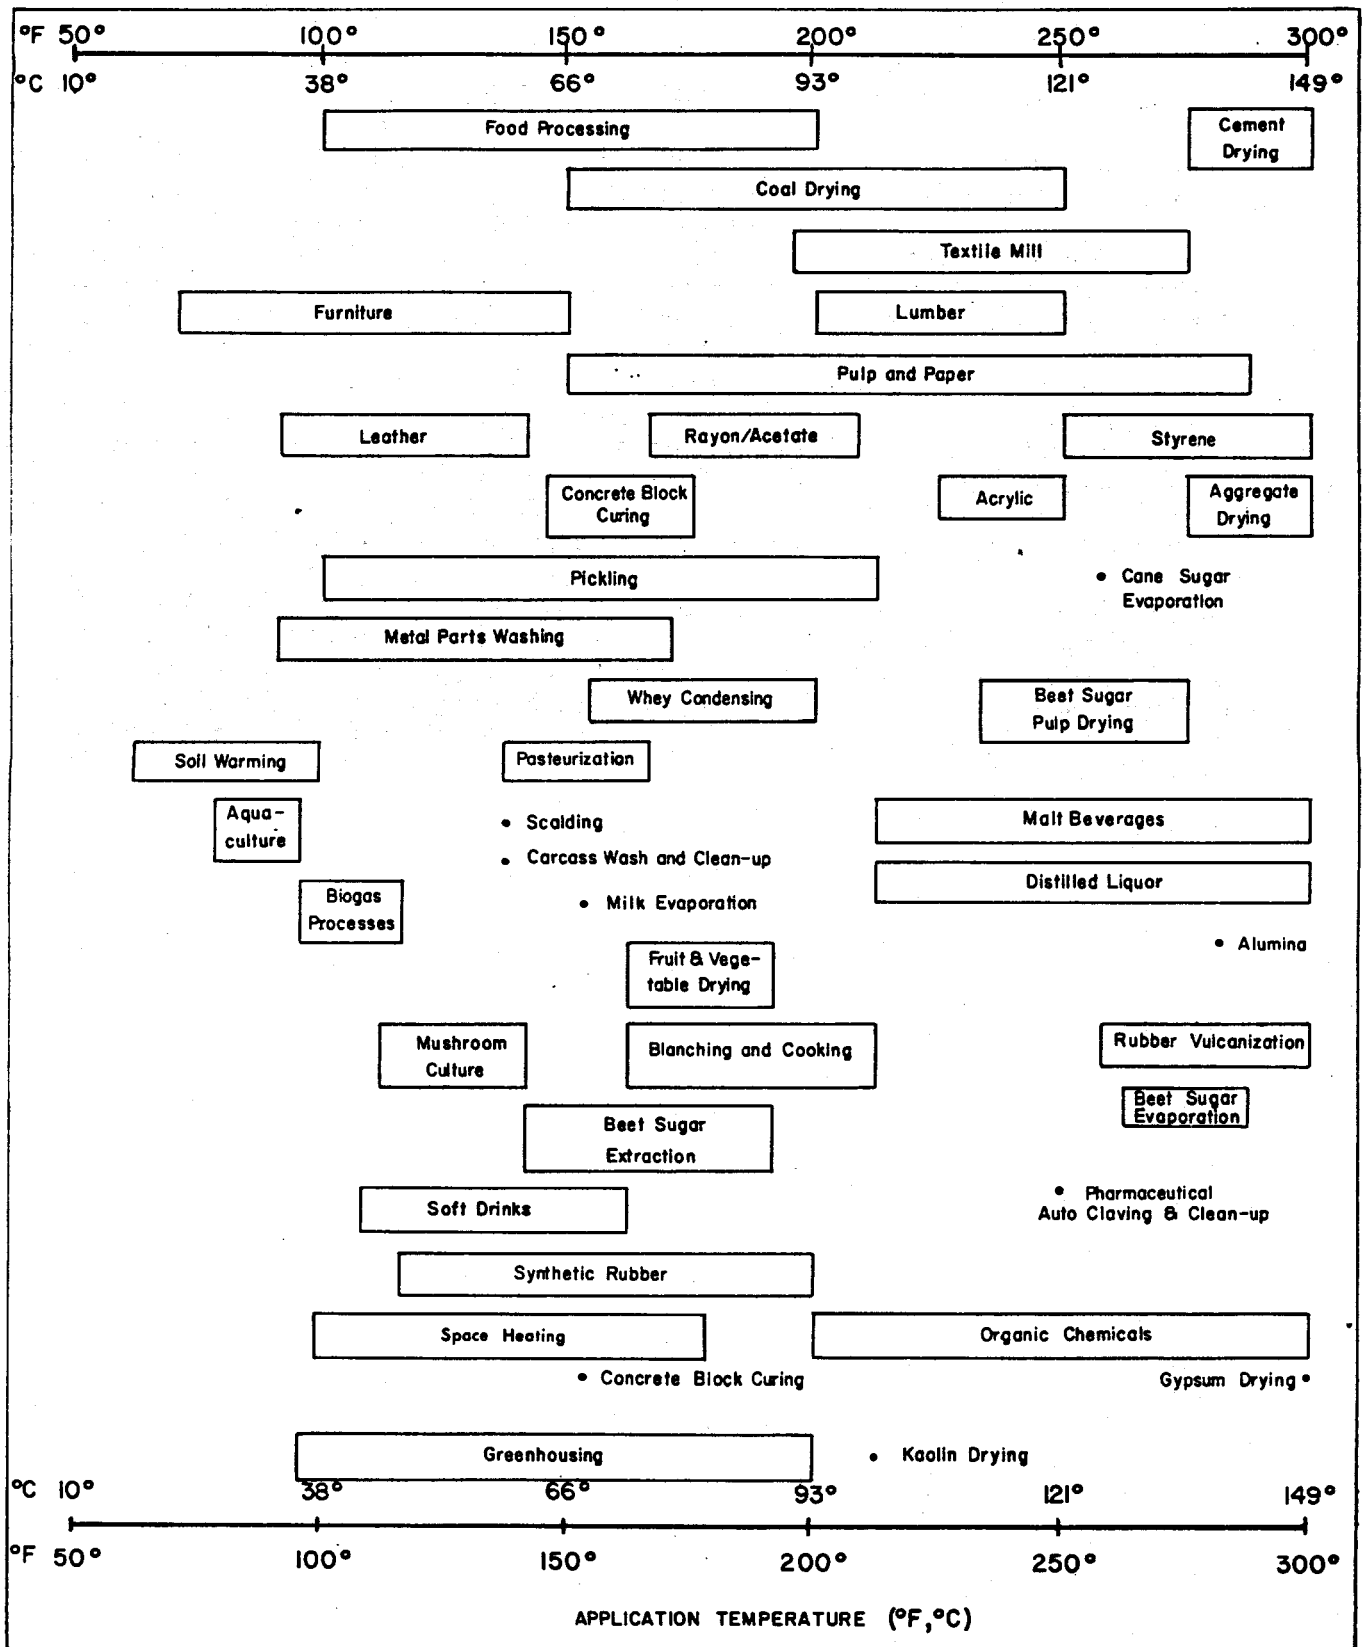 °F 50° 100° 150° 200° 250° 300°
°C 10° 38° 66° 93° 121° 149°
Food Processing
Cement
Drying
Coal Drying
Textile Mill
Furniture
Lumber
Pulp and Paper
Leather
Rayon/Acetate
Styrene
Concrete Block
Curing
Acrylic
Aggregate
Drying
Pickling
• Cane Sugar
Evaporation
Metal Parts Washing
Whey Condensing
Beet Sugar
Pulp Drying
Soil Warming
Pasteurization
Aqua-
culture
• Scalding
• Carcass Wash and Clean-up
Malt Beverages
Distilled Liquor
Biogas
Processes
• Milk Evaporation
• Alumina
Fruit & Vege-
table Drying
Mushroom
Culture
Blanching and Cooking
Rubber Vulcanization
Beet Sugar
Evaporation
Beet Sugar
Extraction
Soft Drinks
• Pharmaceutical
Auto Claving & Clean-up
Synthetic Rubber
Space Heating
Organic Chemicals
• Concrete Block Curing
Gypsum Drying •
Greenhousing
• Kaolin Drying
°C 10° 38° 66° 93° 121° 149°
°F 50° 100° 150° 200° 250° 300°
APPLICATION TEMPERATURE (°F,°C)